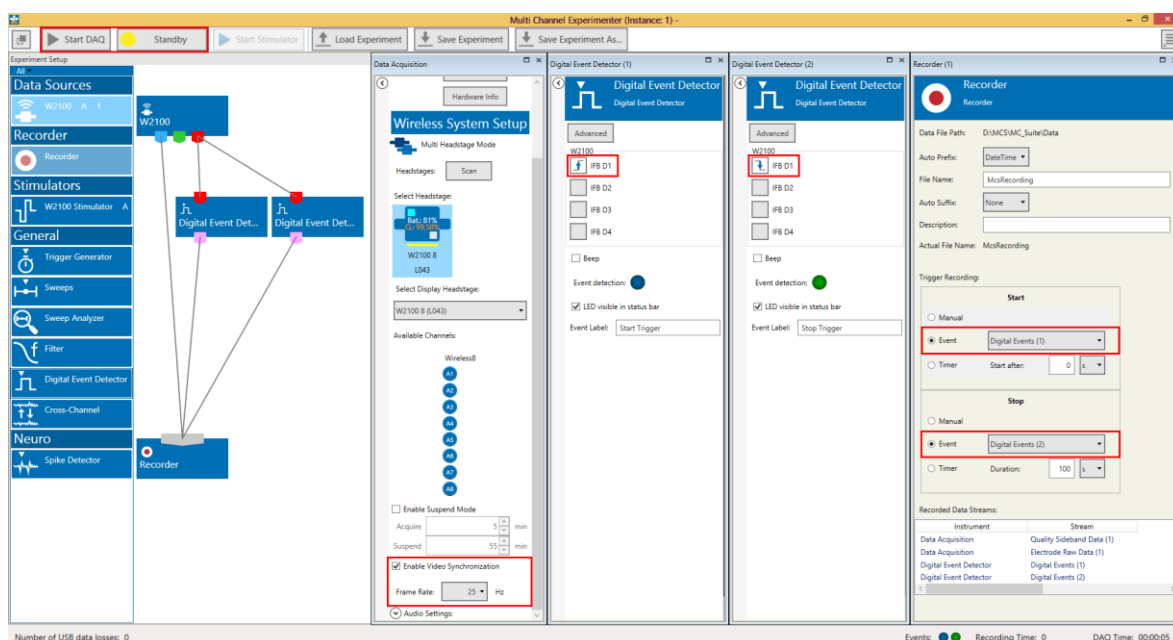 Multi Channel Experimenter (Instance: 1) -
Start DAQ
Standby
Start Stimulator
Load Experiment
Save Experiment
Save Experiment As...
Experiment Setup
All
Data Sources
W2100 A 1
Recorder
Recorder
Stimulators
W2100 Stimulator A
General
Trigger Generator
Sweeps
Sweep Analyzer
Filter
Digital Event Detector
Cross-Channel
Neuro
Spike Detector
W2100
Digital Event Det...
Digital Event Det...
Recorder
Data Acquisition
Hardware Info
Wireless System Setup
Multi Headstage Mode
Headstages:
Scan
Select Headstage:
Bat.: 81%
Q.: 99,58%
W2100 8
L043
Select Display Headstage:
W2100 8 (L043)
Available Channels:
Wireless8
A1
A2
A3
A4
A5
A6
A7
A8
Enable Suspend Mode
Acquire 5 min
Suspend 55 min
Enable Video Synchronization
Frame Rate: 25 Hz
Audio Settings:
Digital Event Detector (1)
Digital Event Detector
Digital Event Detector
Advanced
W2100
IFB D1
IFB D2
IFB D3
IFB D4
Beep
Event detection:
LED visible in status bar
Event Label: Start Trigger
Digital Event Detector (2)
Digital Event Detector
Digital Event Detector
Advanced
W2100
IFB D1
IFB D2
IFB D3
IFB D4
Beep
Event detection:
LED visible in status bar
Event Label: Stop Trigger
Recorder (1)
Recorder
Recorder
Data File Path: D:\MCS\MC_Suite\Data
Auto Prefix: DateTime
File Name: McsRecording
Auto Suffix: None
Description:
Actual File Name: McsRecording
Trigger Recording:
Start
Manual
Event Digital Events (1)
Timer Start after: 0 s
Stop
Manual
Event Digital Events (2)
Timer Duration: 100 s
Recorded Data Streams:
Instrument Stream
Data Acquisition Quality Sideband Data (1)
Data Acquisition Electrode Raw Data (1)
Digital Event Detector Digital Events (1)
Digital Event Detector Digital Events (2)
Number of USB data losses: 0
Events: Recording Time: 0 DAQ Time: 00:00:05